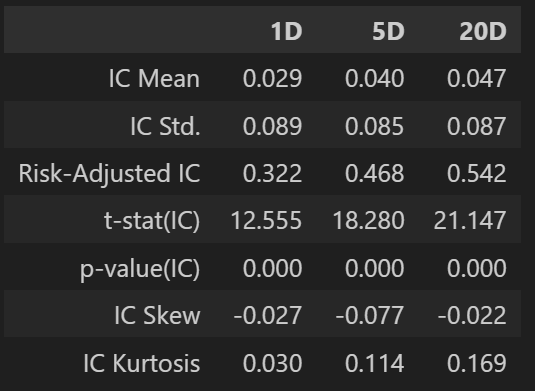 1D 5D 20D
IC Mean 0.029 0.040 0.047
IC Std. 0.089 0.085 0.087
Risk-Adjusted IC 0.322 0.468 0.542
t-stat(IC) 12.555 18.280 21.147
p-value(IC) 0.000 0.000 0.000
IC Skew -0.027 -0.077 -0.022
IC Kurtosis 0.030 0.114 0.169